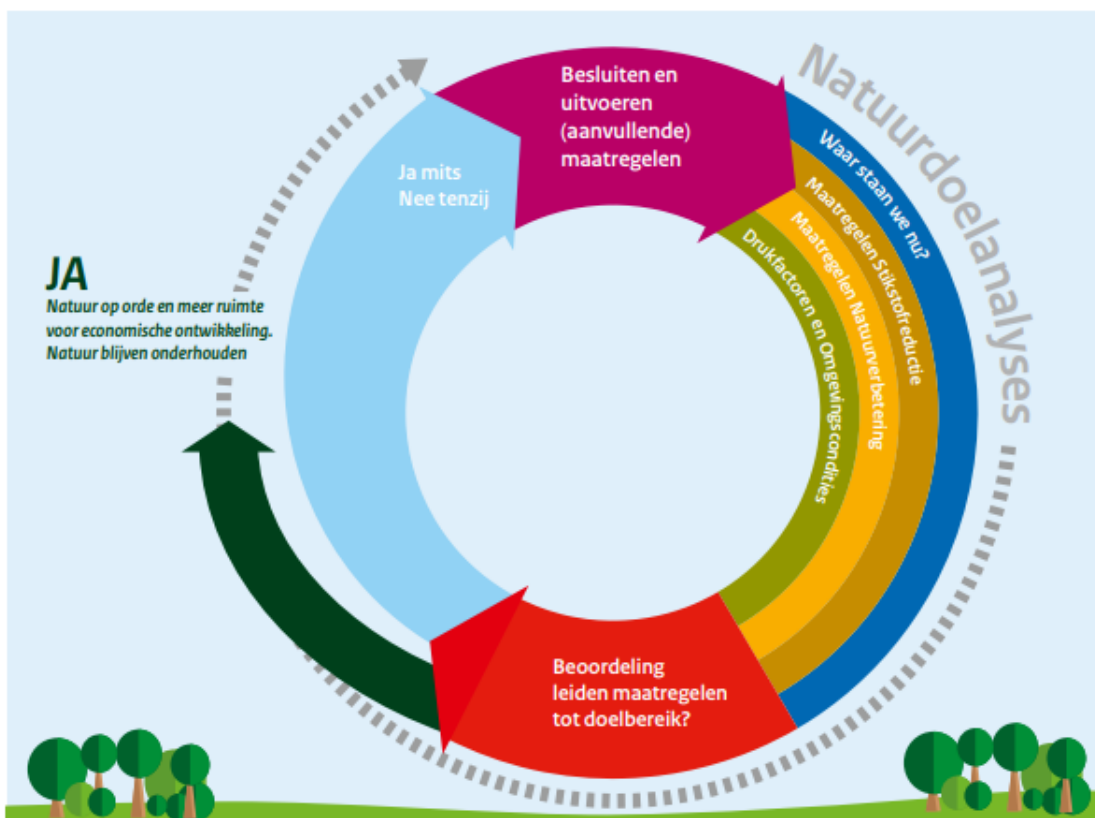 Natuurdoelanalyses
Besluiten en
uitvoeren
(aanvullende)
maatregelen
Waar staan we nu?
Maatregelen Stikstofreductie
Maatregelen Natuurverbetering
Drukfactoren en Omgevingscondities
Beoordeling
leiden maatregelen
tot doelbereik?
Ja mits
Nee tenzij
JA
Natuur op orde en meer ruimte
voor economische ontwikkeling.
Natuur blijven onderhouden